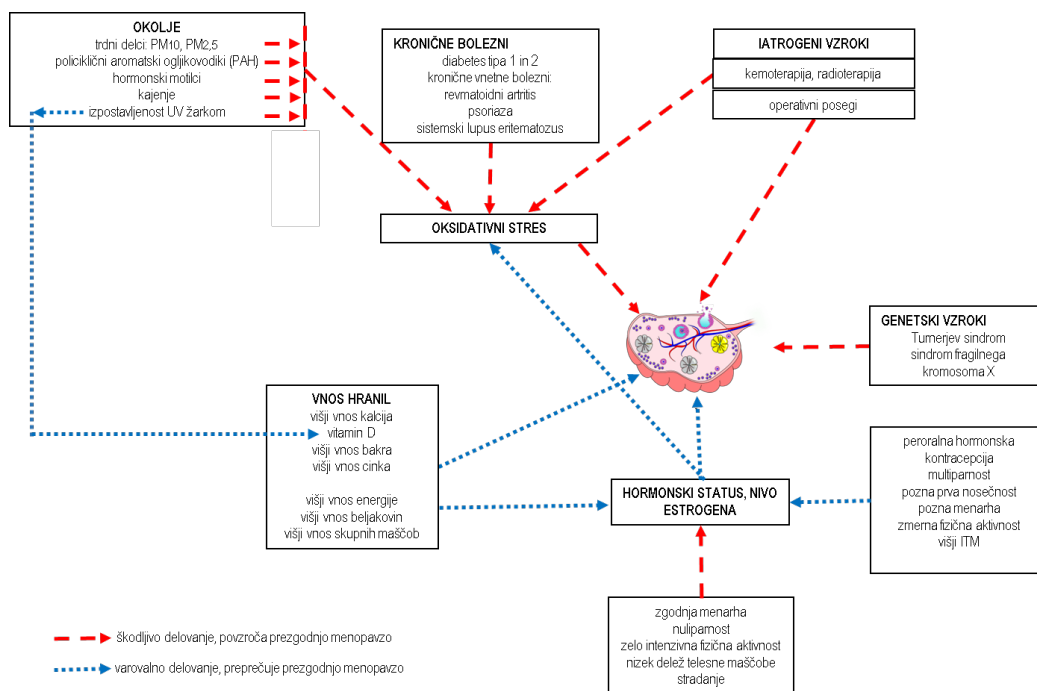 OKOLJE
trdni delci: PM10, PM2,5
policiklični aromatski ogljikovodiki (PAH)
hormonski motilci
kajenje
izpostavljenost UV žarkom
KRONIČNE BOLEZNI
diabetes tipa 1 in 2
kronične vnetne bolezni:
revmatoidni artritis
psoriaza
sistemski lupus eritematozus
IATROGENI VZROKI
kemoterapija, radioterapija
operativni posegi
OKSIDATIVNI STRES
GENETSKI VZROKI
Turnerjev sindrom
sindrom fragilnega
kromosoma X
VNOS HRANIL
višji vnos kalcija
vitamin D
višji vnos bakra
višji vnos cinka
višji vnos energije
višji vnos beljakovin
višji vnos skupnih maščob
HORMONSKI STATUS, NIVO
ESTROGENA
peroralna hormonska
kontracepcija
multiparnost
pozna prva nosečnost
pozna menarha
zmerna fizična aktivnost
višji ITM
zgodnja menarha
nuliparnost
zelo intenzivna fizična aktivnost
nizek delež telesne maščobe
stradanje
škodljivo delovanje, povzroča prezgodnjo menopavzo
varovalno delovanje, preprečuje prezgodnjo menopavzo